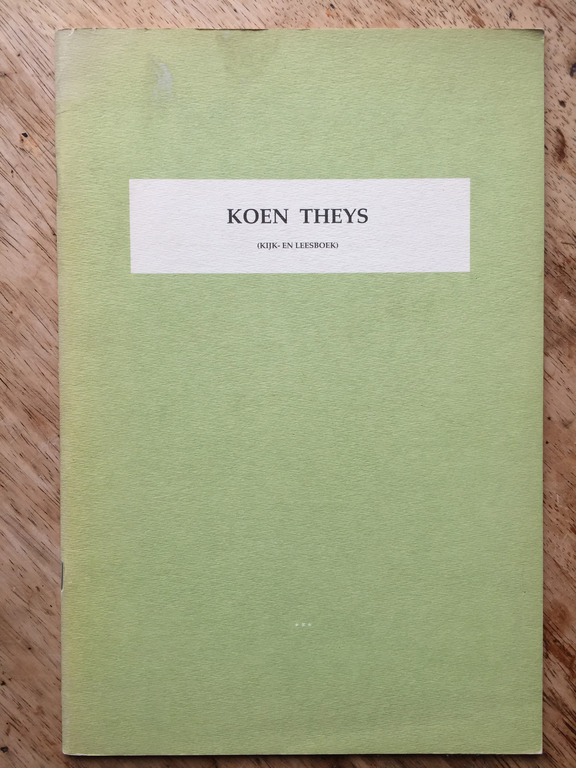 KOEN THEYS
(KIJK- EN LEESBOEK)
***